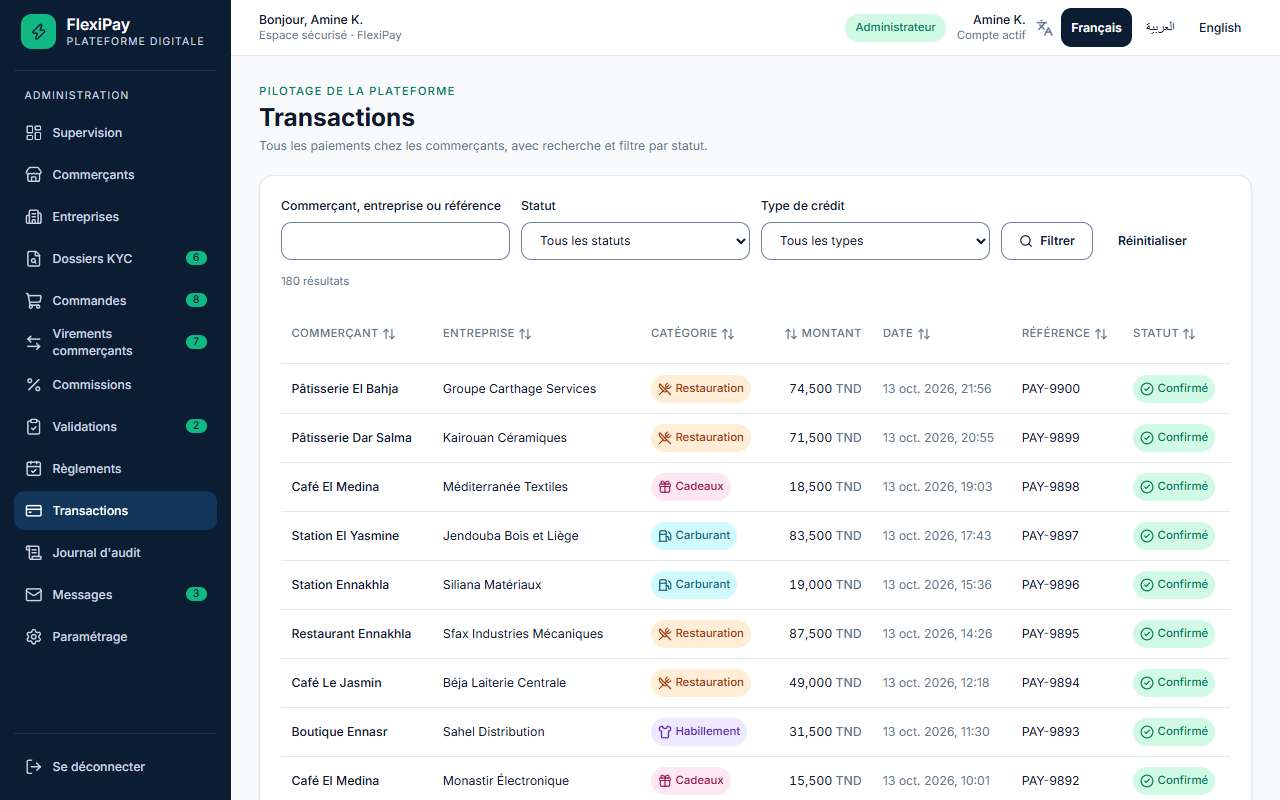 FlexiPay
PLATEFORME DIGITALE
ADMINISTRATION
Supervision
Commerçants
Entreprises
Dossiers KYC 6
Commandes 8
Virements commerçants 7
Commissions
Validations 2
Règlements
Transactions
Journal d'audit
Messages 3
Paramétrage
Se déconnecter
Bonjour, Amine K.
Espace sécurisé · FlexiPay
Administrateur
Amine K.
Compte actif
Français
العربية
English
PILOTAGE DE LA PLATEFORME
Transactions
Tous les paiements chez les commerçants, avec recherche et filtre par statut.
Commerçant, entreprise ou référence
Statut
Tous les statuts
Type de crédit
Tous les types
Filtrer
Réinitialiser
180 résultats
COMMERÇANT ENTREPRISE CATÉGORIE MONTANT DATE RÉFÉRENCE STATUT
Pâtisserie El Bahja Groupe Carthage Services Restauration 74,500 TND 13 oct. 2026, 21:56 PAY-9900 Confirmé
Pâtisserie Dar Salma Kairouan Céramiques Restauration 71,500 TND 13 oct. 2026, 20:55 PAY-9899 Confirmé
Café El Medina Méditerranée Textiles Cadeaux 18,500 TND 13 oct. 2026, 19:03 PAY-9898 Confirmé
Station El Yasmine Jendouba Bois et Liège Carburant 83,500 TND 13 oct. 2026, 17:43 PAY-9897 Confirmé
Station Ennakhla Siliana Matériaux Carburant 19,000 TND 13 oct. 2026, 15:36 PAY-9896 Confirmé
Restaurant Ennakhla Sfax Industries Mécaniques Restauration 87,500 TND 13 oct. 2026, 14:26 PAY-9895 Confirmé
Café Le Jasmin Béja Laiterie Centrale Restauration 49,000 TND 13 oct. 2026, 12:18 PAY-9894 Confirmé
Boutique Ennasr Sahel Distribution Habillement 31,500 TND 13 oct. 2026, 11:30 PAY-9893 Confirmé
Café El Medina Monastir Électronique Cadeaux 15,500 TND 13 oct. 2026, 10:01 PAY-9892 Confirmé